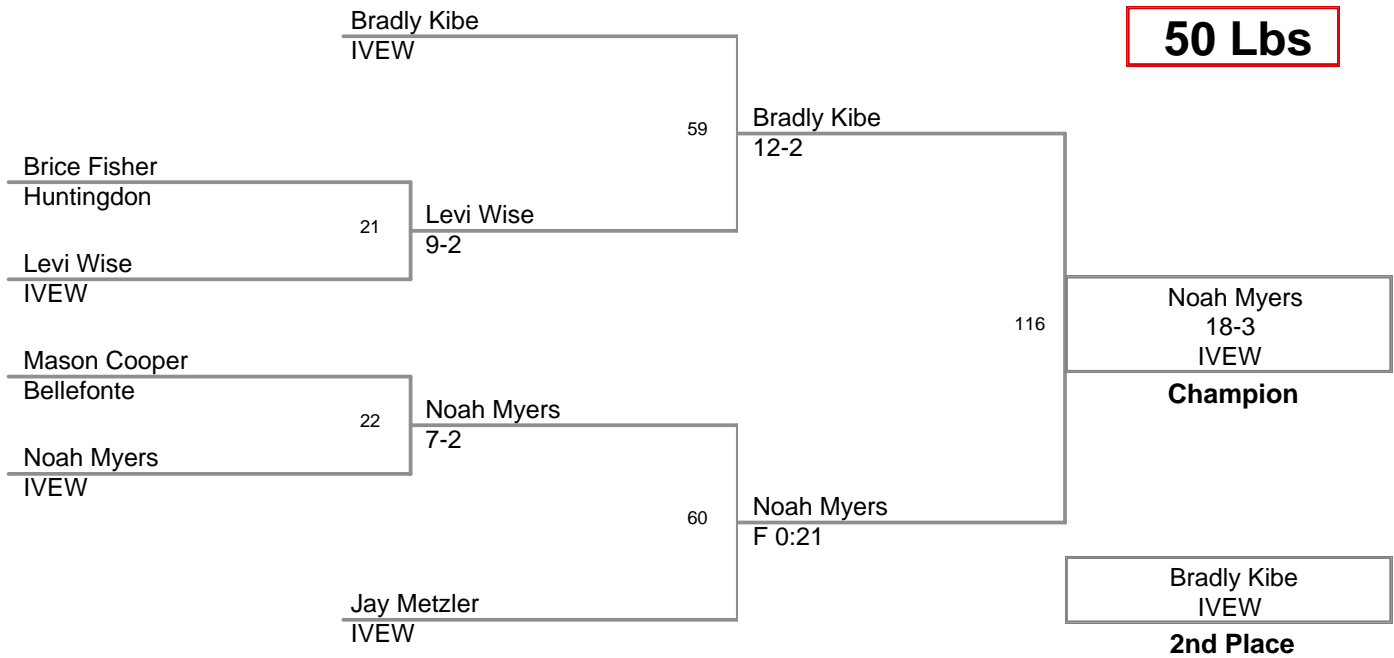 Bradly Kibe
IVEW
50 Lbs
59
Bradly Kibe
12-2
Brice Fisher
Huntingdon
21
Levi Wise
9-2
Levi Wise
IVEW
116
Noah Myers
18-3
IVEW
Champion
Mason Cooper
Bellefonte
22
Noah Myers
7-2
Noah Myers
IVEW
60
Noah Myers
F 0:21
Jay Metzler
IVEW
Bradly Kibe
IVEW
2nd Place